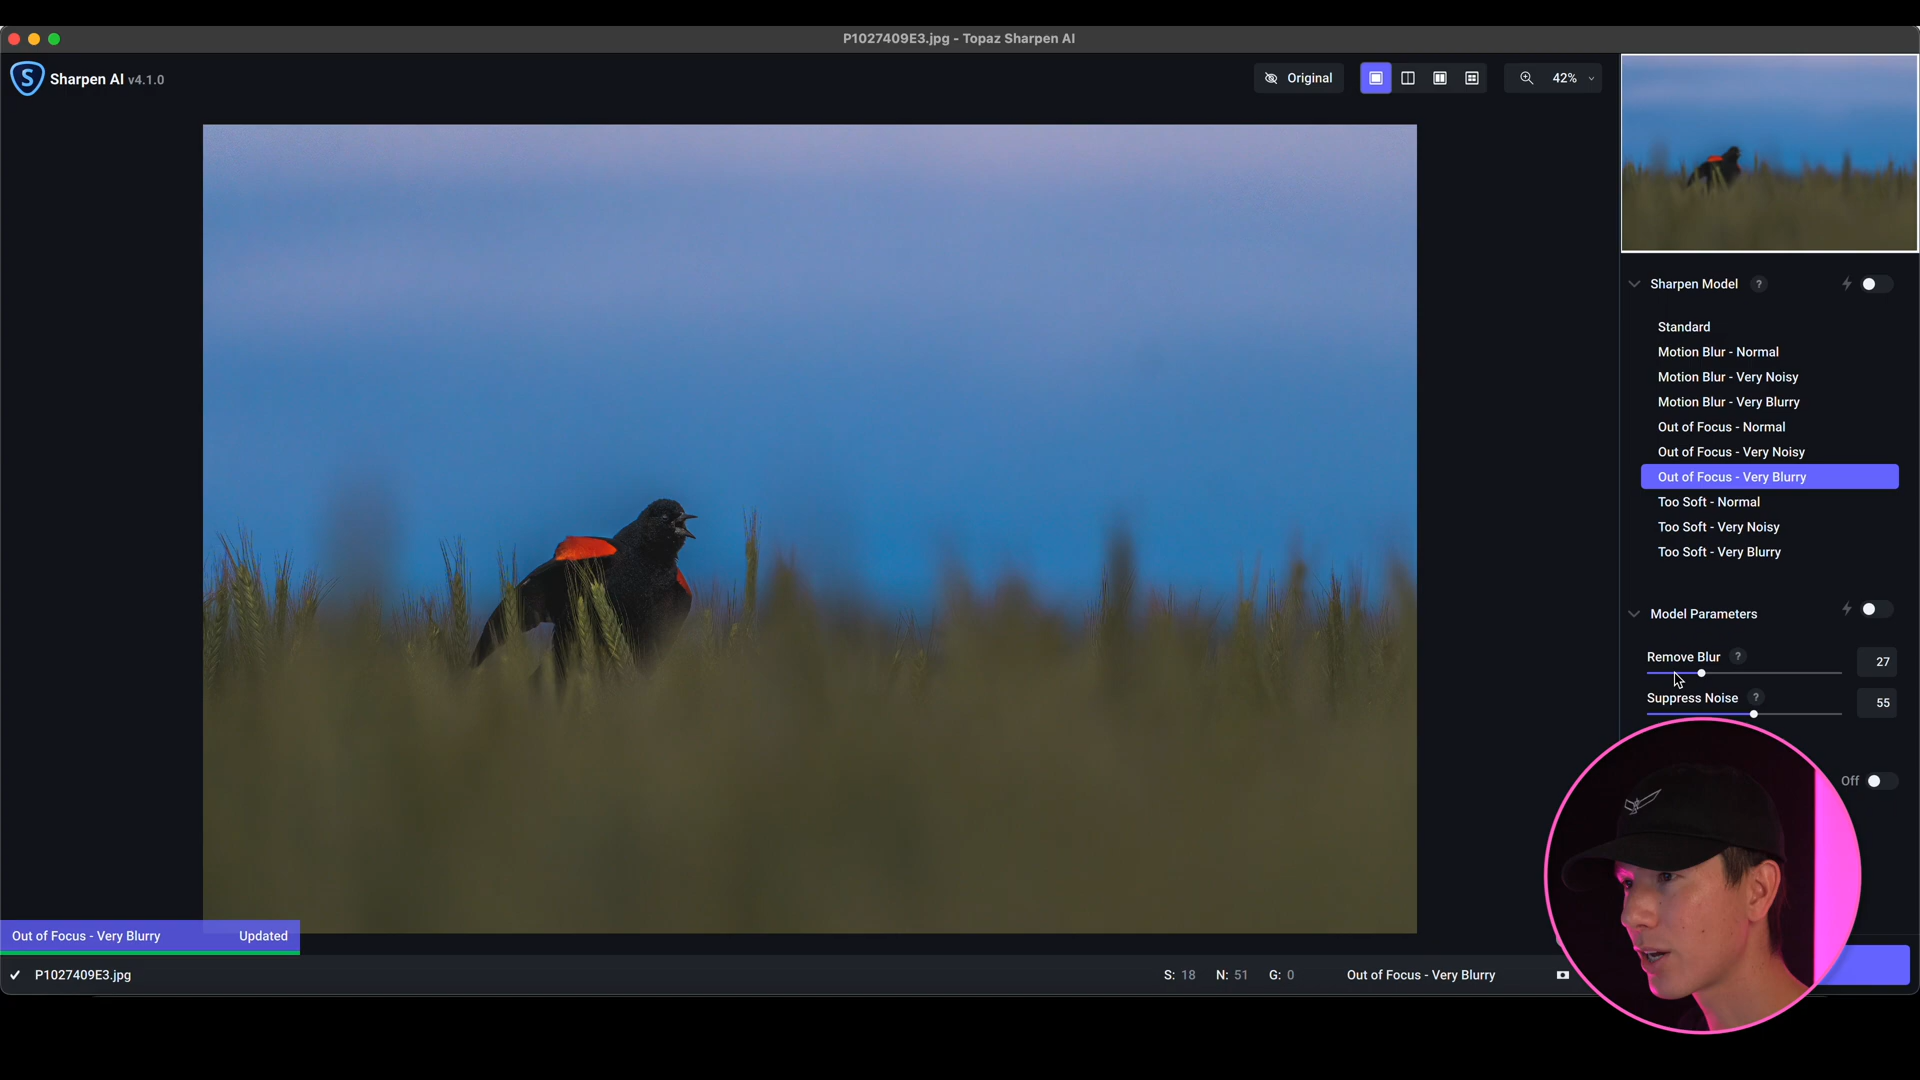 P1027409E3.jpg - Topaz Sharpen AI
S Sharpen AI v4.1.0
Original
42%
Sharpen Model ?
Standard
Motion Blur - Normal
Motion Blur - Very Noisy
Motion Blur - Very Blurry
Out of Focus - Normal
Out of Focus - Very Noisy
Out of Focus - Very Blurry
Too Soft - Normal
Too Soft - Very Noisy
Too Soft - Very Blurry
Model Parameters
Remove Blur ? 27
Suppress Noise ? 55
Off
Out of Focus - Very Blurry Updated
P1027409E3.jpg S: 18 N: 51 G: 0 Out of Focus - Very Blurry